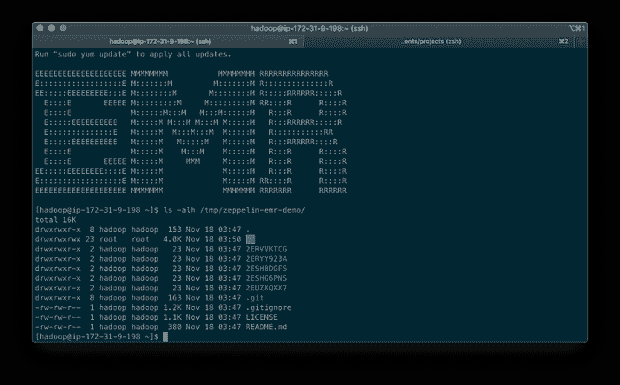 hadoop@ip-172-31-9-198:~ (ssh)
⌥⌘1
hadoop@ip-172-31-9-198:~ (ssh) ⌘1 ..ents/projects (zsh) ⌘2
Run "sudo yum update" to apply all updates.
EEEEEEEEEEEEEEEEEEEE MMMMMMMM           MMMMMMMM RRRRRRRRRRRRRRR
E::::::::::::::::::E M:::::::M         M:::::::M R::::::::::::::R
EE:::::EEEEEEEEE:::E M::::::::M       M::::::::M R:::::RRRRRR:::::R
  E::::E       EEEEE M:::::::::M     M:::::::::M RR::::R      R::::R
  E::::E             M::::::M:::M   M:::M::::::M   R:::R      R::::R
  E:::::EEEEEEEEEE   M:::::M M:::M M:::M M:::::M   R:::RRRRRR:::::R
  E::::::::::::::E   M:::::M  M:::M:::M  M:::::M   R:::::::::::RR
  E:::::EEEEEEEEEE   M:::::M   M:::::M   M:::::M   R:::RRRRRR::::R
  E::::E             M:::::M    M:::M    M:::::M   R:::R      R::::R
  E::::E       EEEEE M:::::M     MMM     M:::::M   R:::R      R::::R
EE:::::EEEEEEEE::::E M:::::M             M:::::M   R:::R      R::::R
E::::::::::::::::::E M:::::M             M:::::M RR::::R      R::::R
EEEEEEEEEEEEEEEEEEEE MMMMMMM             MMMMMMM RRRRRRR      RRRRRR
[hadoop@ip-172-31-9-198 ~]$ ls -alh /tmp/zeppelin-emr-demo/
total 16K
drwxrwxr-x  8 hadoop hadoop  153 Nov 18 03:47 .
drwxrwxrwx 23 root   root   4.0K Nov 18 03:50 ..
drwxrwxr-x  2 hadoop hadoop   23 Nov 18 03:47 2ERVVKTCG
drwxrwxr-x  2 hadoop hadoop   23 Nov 18 03:47 2ERYY923A
drwxrwxr-x  2 hadoop hadoop   23 Nov 18 03:47 2ESH8DGFS
drwxrwxr-x  2 hadoop hadoop   23 Nov 18 03:47 2ESHG6PNS
drwxrwxr-x  2 hadoop hadoop   23 Nov 18 03:47 2EUZKQXX7
drwxrwxr-x  8 hadoop hadoop  163 Nov 18 03:47 .git
-rw-rw-r--  1 hadoop hadoop 1.2K Nov 18 03:47 .gitignore
-rw-rw-r--  1 hadoop hadoop 1.1K Nov 18 03:47 LICENSE
-rw-rw-r--  1 hadoop hadoop  380 Nov 18 03:47 README.md
[hadoop@ip-172-31-9-198 ~]$